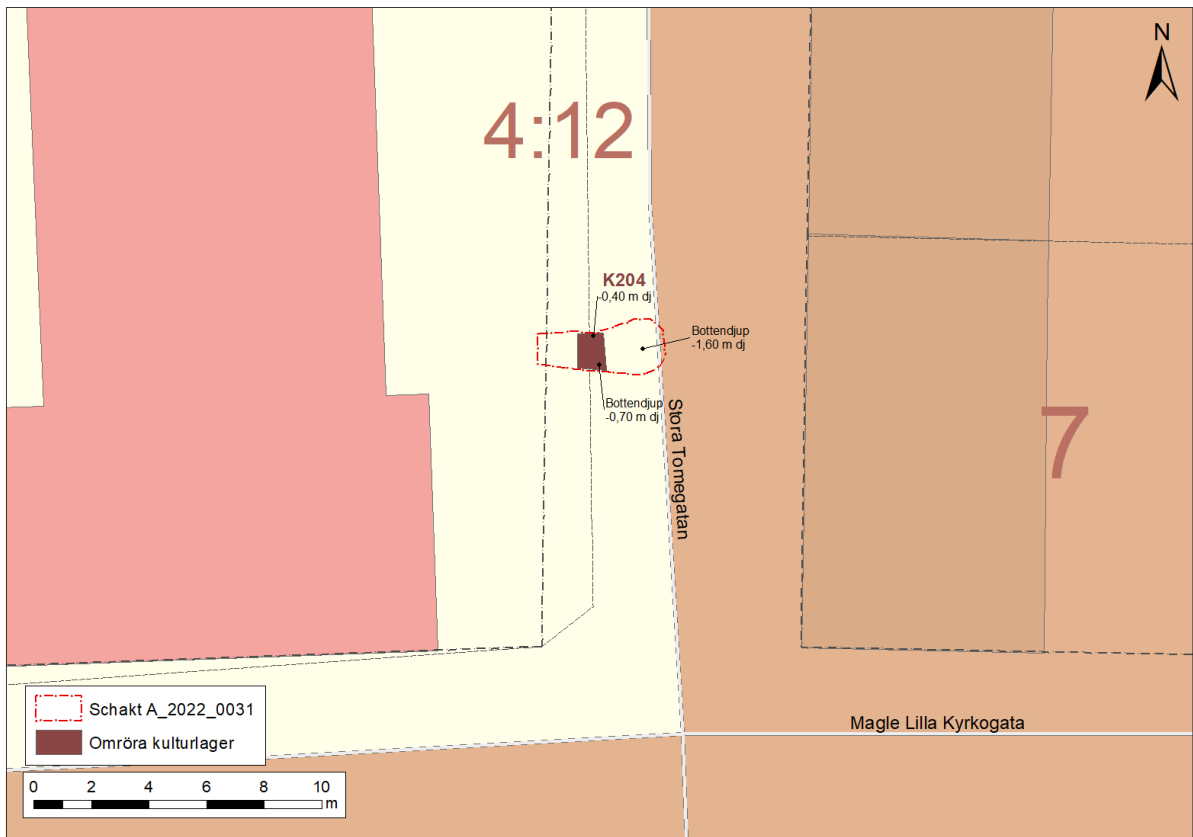 N
4:12
K204
-0,40 m dj
Bottendjup
-1,60 m dj
Bottendjup
-0,70 m dj
Stora Tomegatan
7
Magle Lilla Kyrkogata
Schakt A_2022_0031
Omröra kulturlager
0 2 4 6 8 10
m